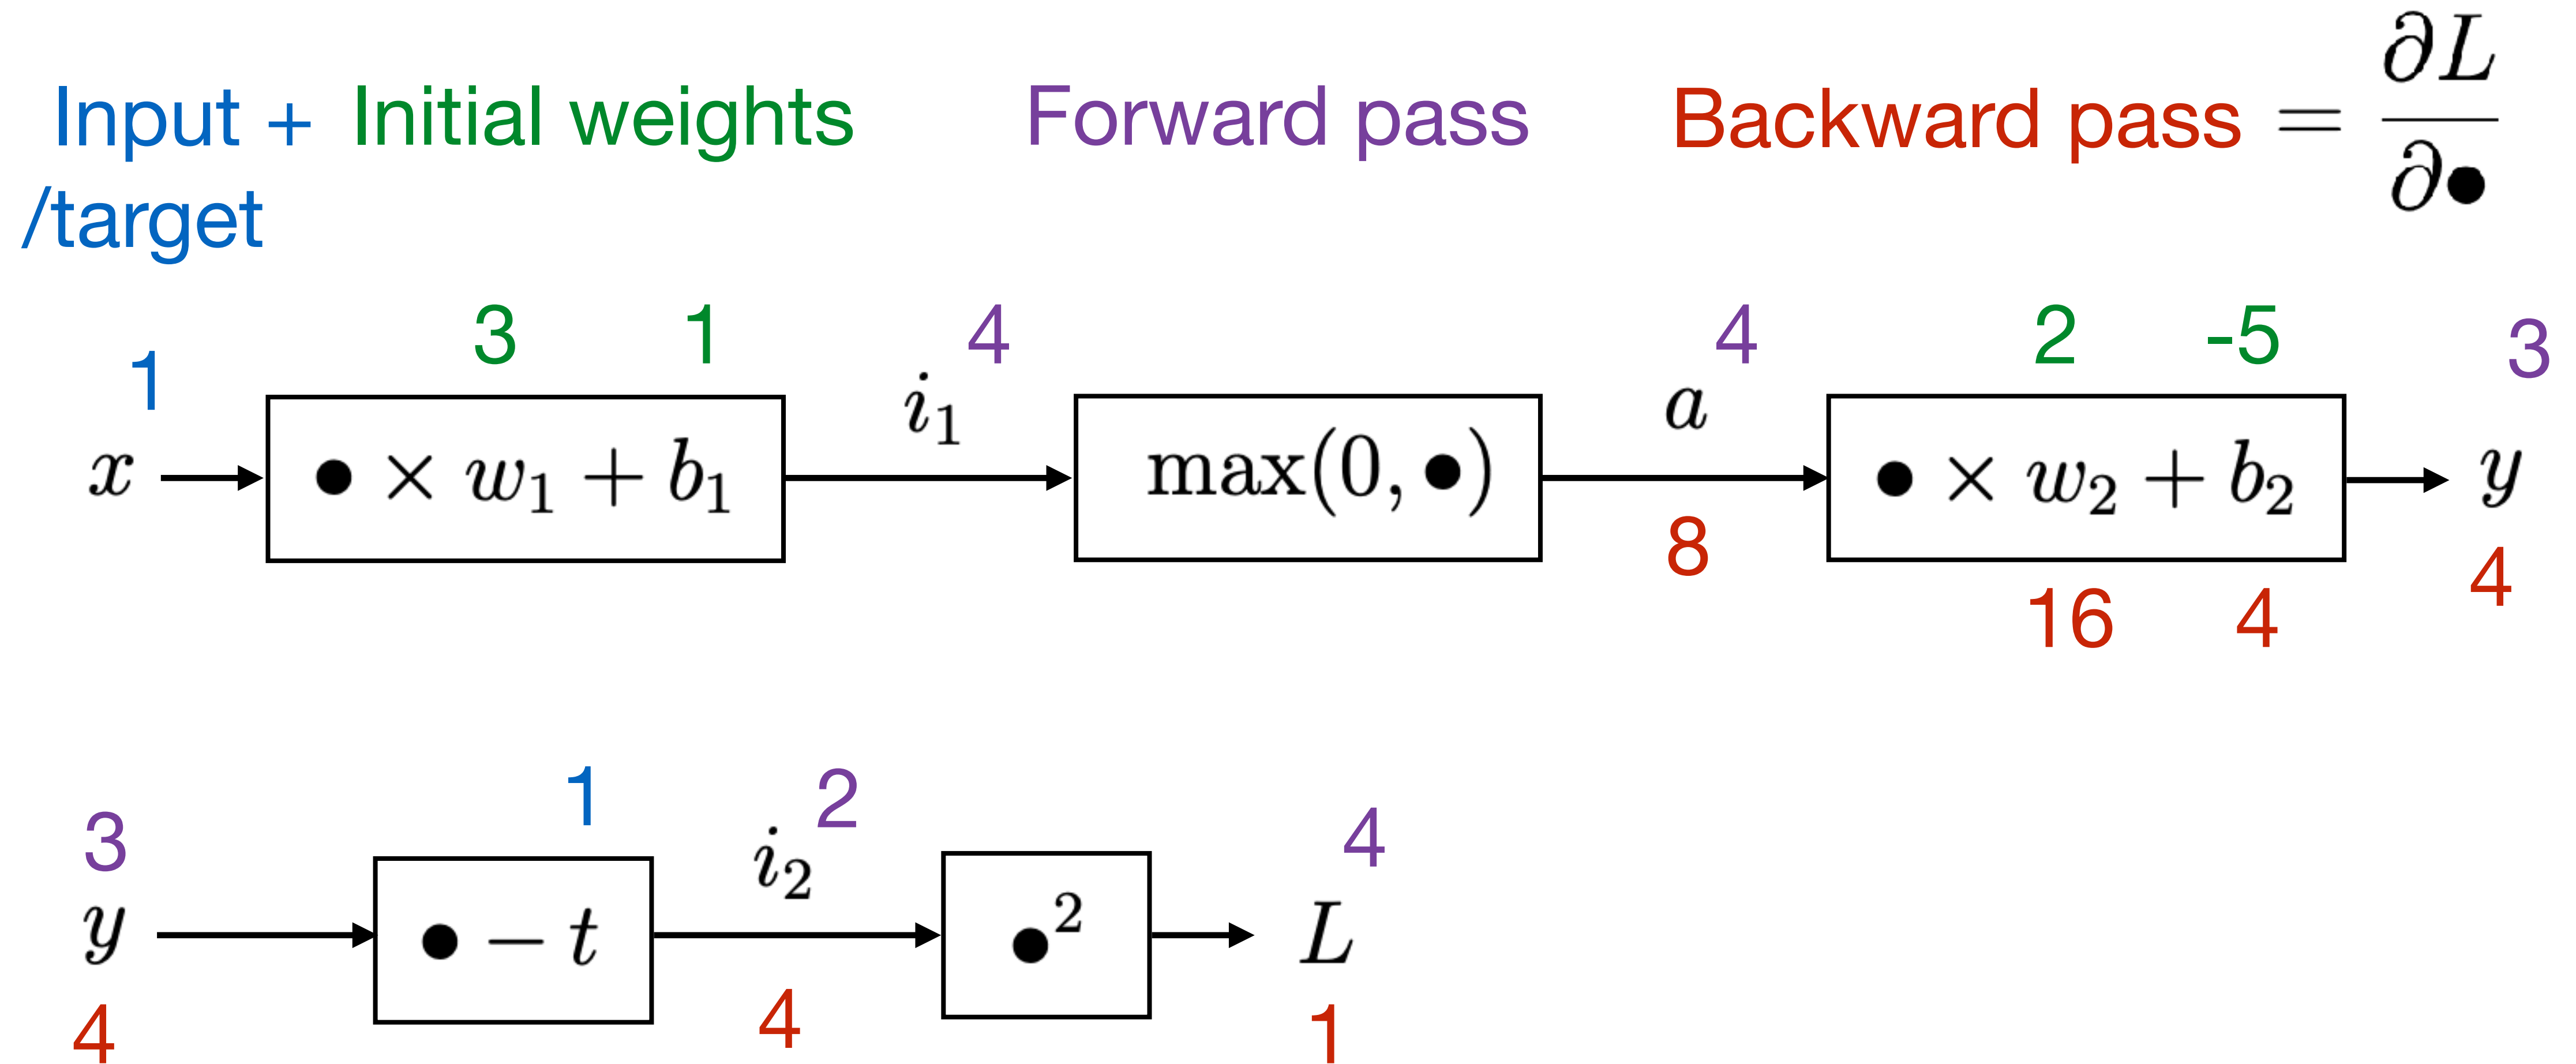 Input + Initial weights Forward pass Backward pass = ∂L/∂●
/target
1 3 1 4 4 2 -5 3
x ● × w₁ + b₁ i₁ max(0, ●) a ● × w₂ + b₂ y
8 16 4 4
3 1 2 4
y ● − t i₂ ●² L
4 4 1